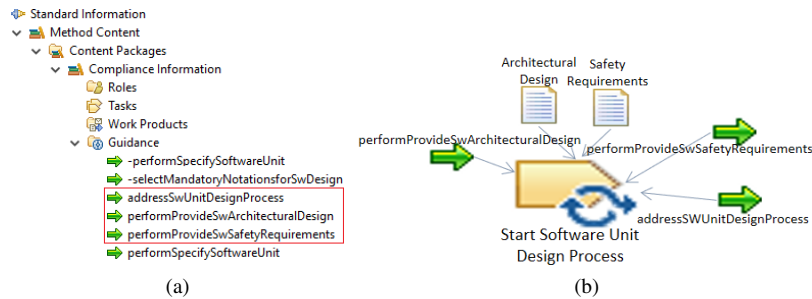 Standard Information
Method Content
Content Packages
Compliance Information
Roles
Tasks
Work Products
Guidance
-performSpecifySoftwareUnit
-selectMandatoryNotationsforSwDesign
addressSwUnitDesignProcess
performProvideSwArchitecturalDesign
performProvideSwSafetyRequirements
performSpecifySoftwareUnit
(a)
Architectural
Design
Safety
Requirements
performProvideSwArchitecturalDesign
performProvideSwSafetyRequirements
addressSWUnitDesignProcess
Start Software Unit
Design Process
(b)